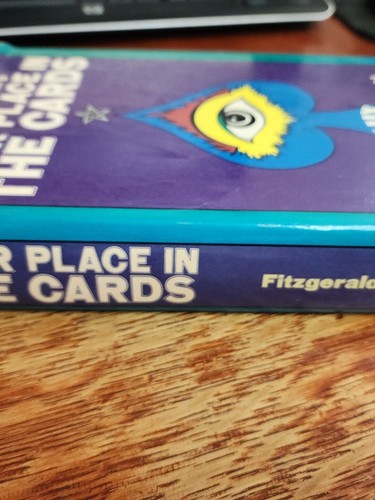 PLACE IN
THE CARDS
R PLACE IN
E CARDS
Fitzgerald